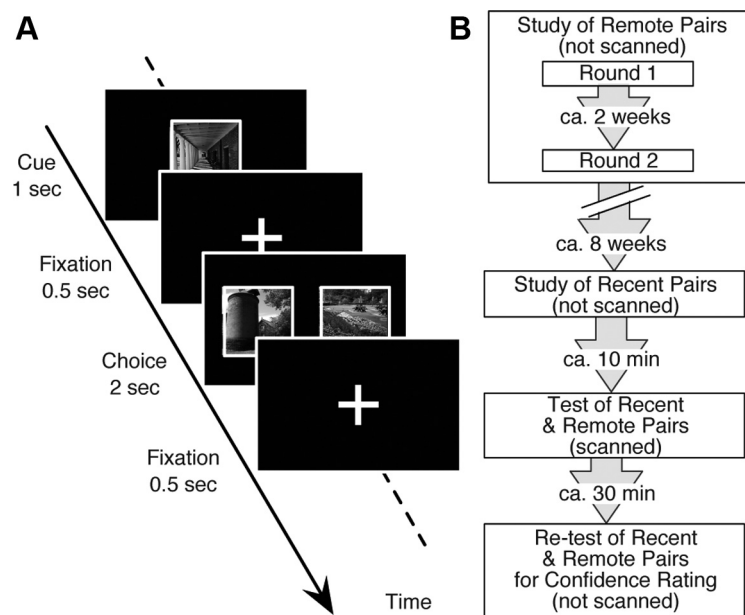 A
Cue
1 sec
Fixation
0.5 sec
Choice
2 sec
Fixation
0.5 sec
Time
B
Study of Remote Pairs
(not scanned)
Round 1
ca. 2 weeks
Round 2
ca. 8 weeks
Study of Recent Pairs
(not scanned)
ca. 10 min
Test of Recent
& Remote Pairs
(scanned)
ca. 30 min
Re-test of Recent
& Remote Pairs
for Confidence Rating
(not scanned)